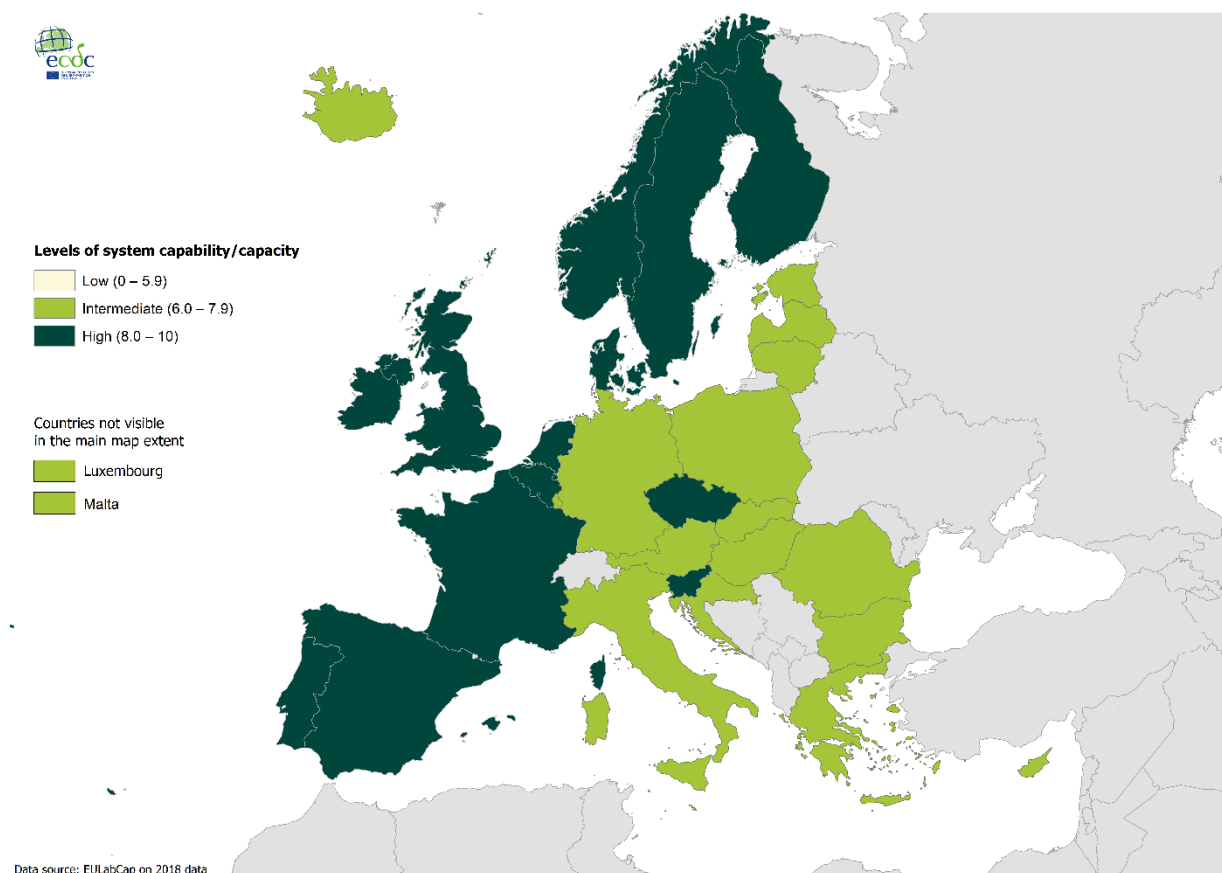 ecdc
Levels of system capability/capacity
Low (0 – 5.9)
Intermediate (6.0 – 7.9)
High (8.0 – 10)
Countries not visible
in the main map extent
Luxembourg
Malta
Data source: EULabCap on 2018 data